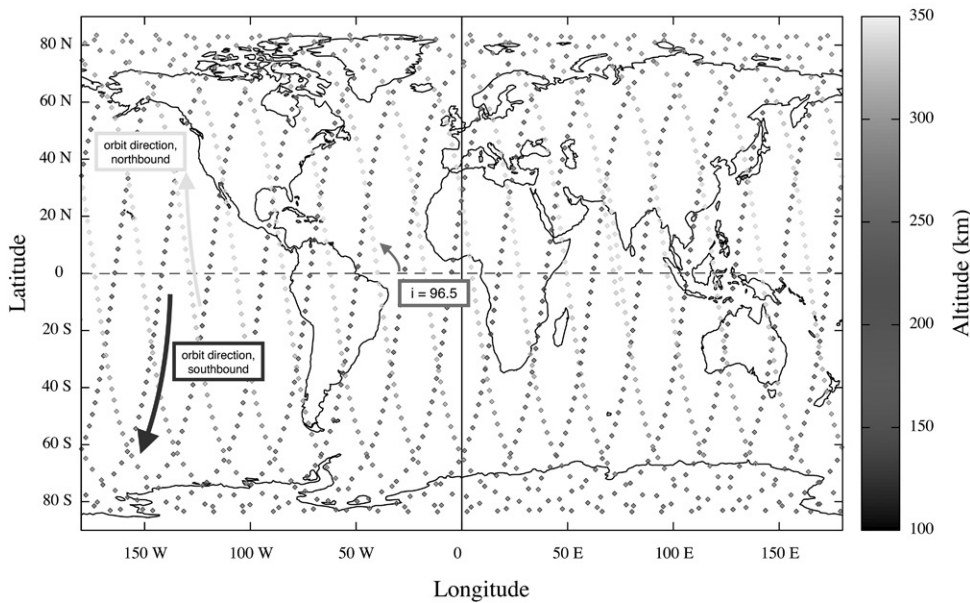 80 N
60 N
40 N
20 N
0
20 S
40 S
60 S
80 S
Latitude
orbit direction,
northbound
i = 96.5
orbit direction,
southbound
150 W
100 W
50 W
0
50 E
100 E
150 E
Longitude
350
300
250
200
150
100
Altitude (km)